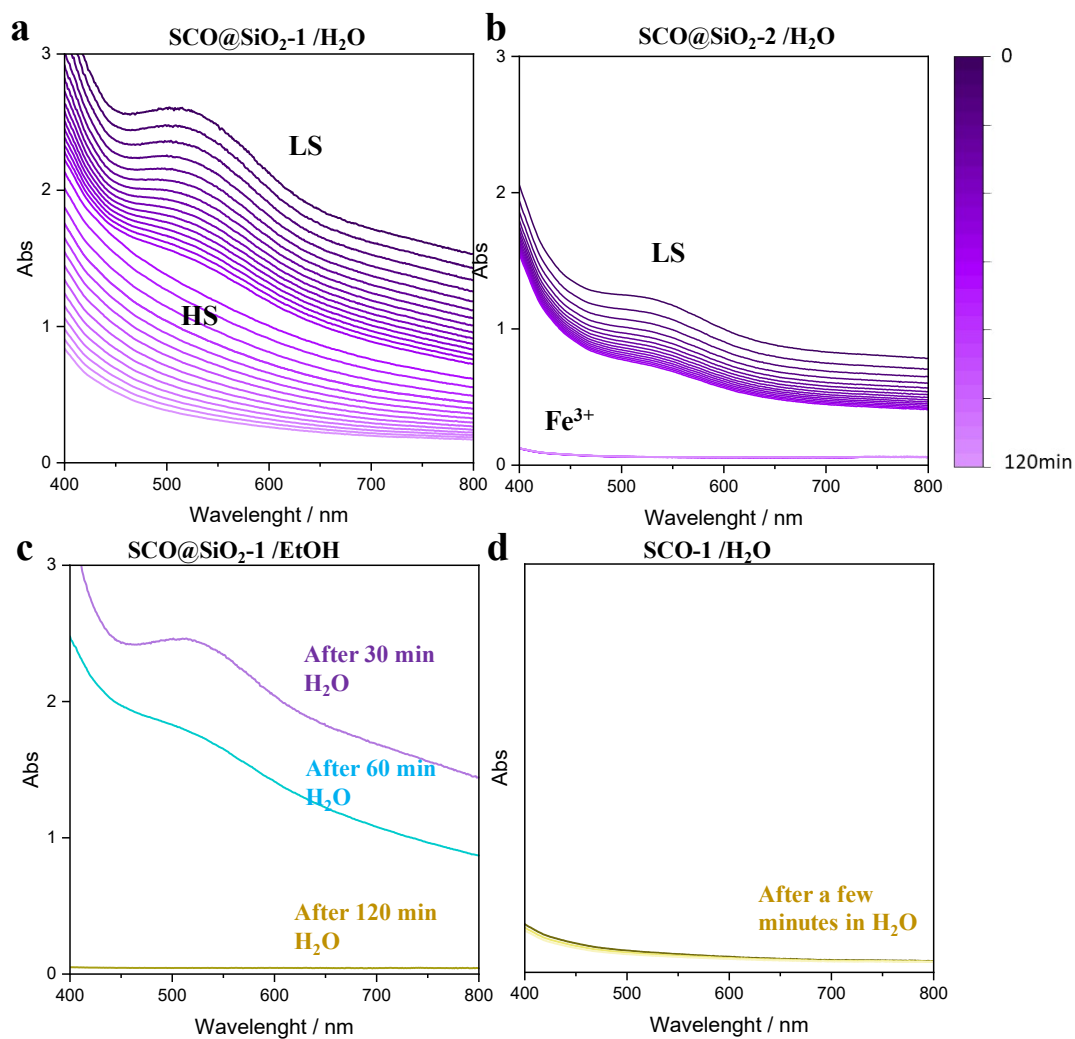 a
SCO@SiO₂-1 /H₂O
3
2
1
0
Abs
LS
HS
400
500
600
700
800
Wavelenght / nm
b
SCO@SiO₂-2 /H₂O
3
2
1
0
Abs
LS
Fe³⁺
400
500
600
700
800
Wavelenght / nm
0
120min
c
SCO@SiO₂-1 /EtOH
3
2
1
0
Abs
After 30 min
H₂O
After 60 min
H₂O
After 120 min
H₂O
400
500
600
700
800
Wavelenght / nm
d
SCO-1 /H₂O
Abs
After a few
minutes in H₂O
400
500
600
700
800
Wavelenght / nm